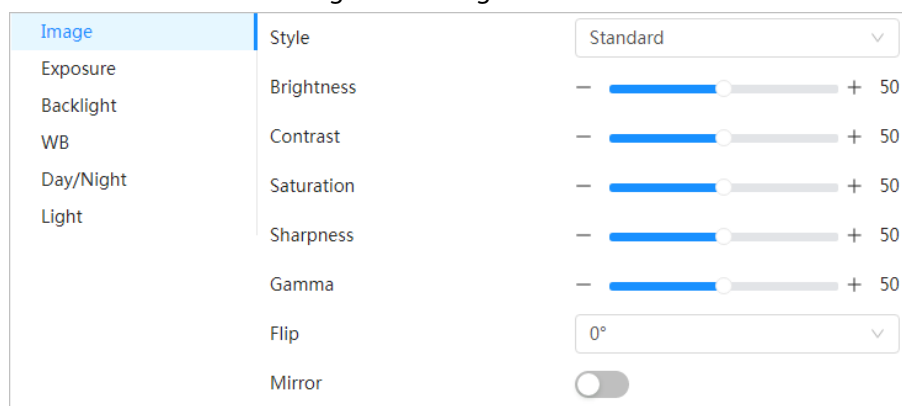 Image
Exposure
Backlight
WB
Day/Night
Light
Style Standard
Brightness − + 50
Contrast − + 50
Saturation − + 50
Sharpness − + 50
Gamma − + 50
Flip 0°
Mirror